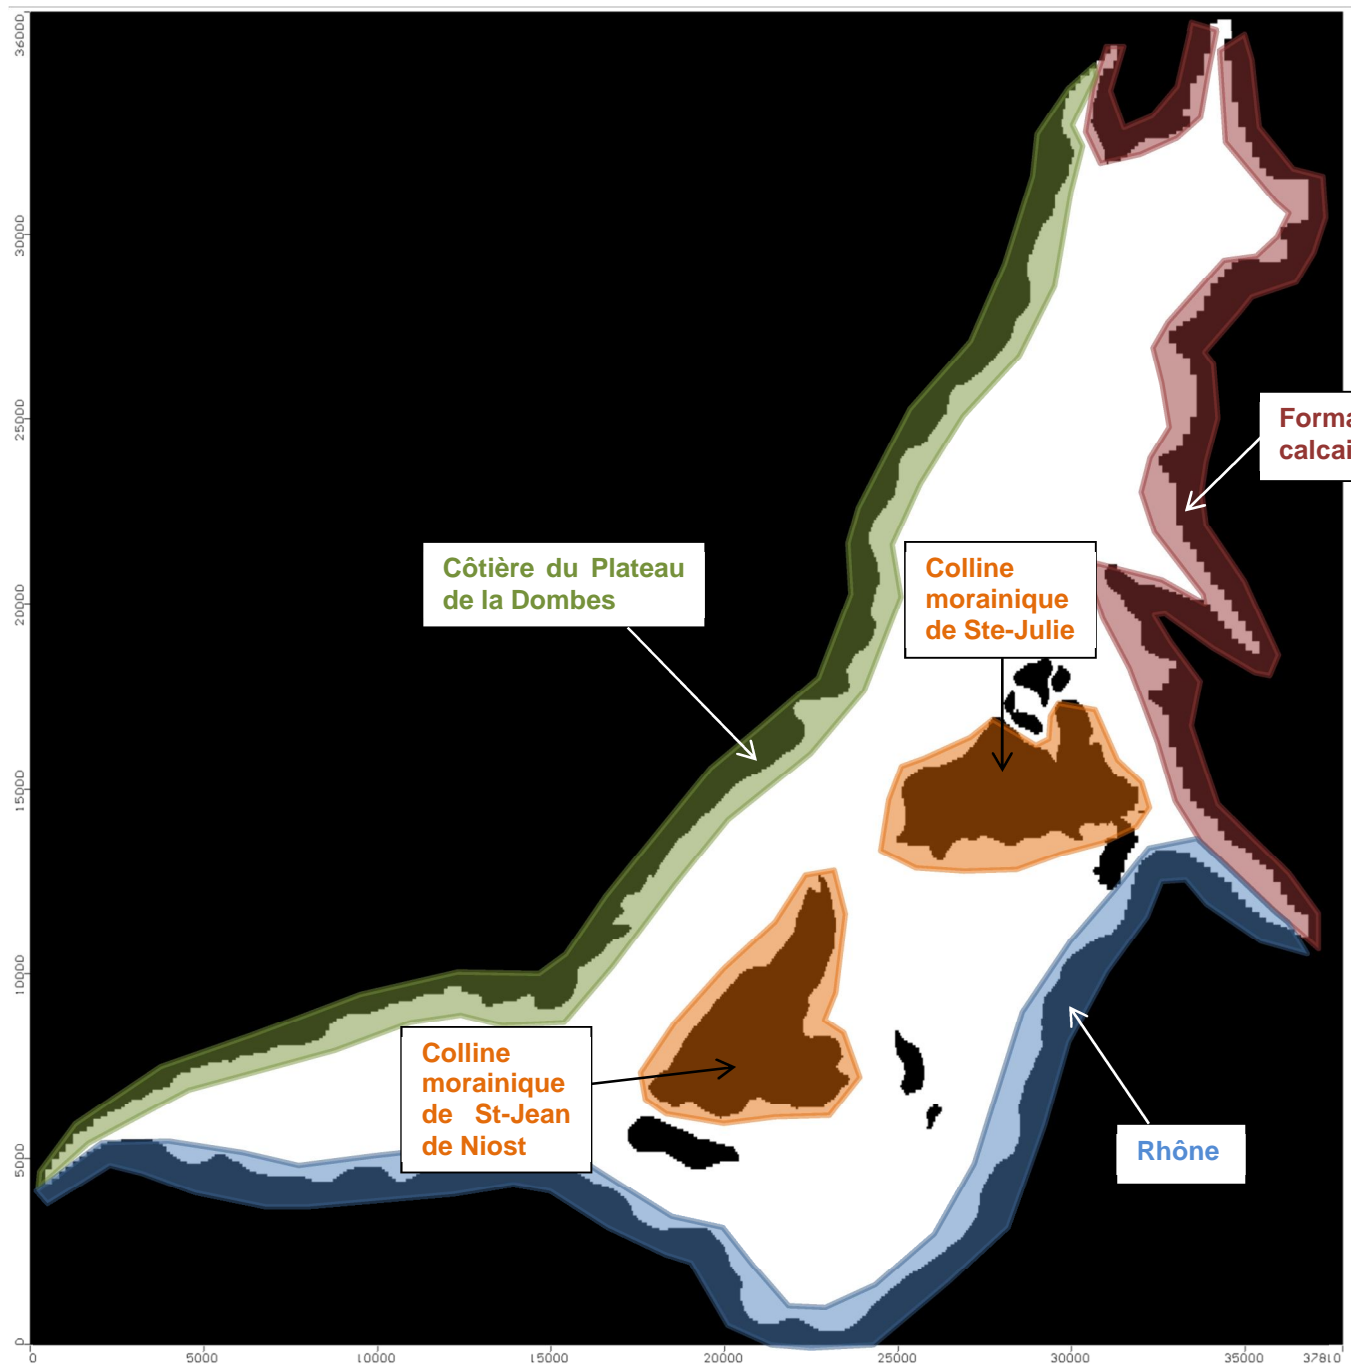 36000
30000
25000
20000
15000
10000
5000
0
Forma
calcai
Côtière du Plateau
de la Dombes
Colline
morainique
de Ste-Julie
Colline
morainique
de St-Jean
de Niost
Rhône
0
5000
10000
15000
20000
25000
30000
35000
37810